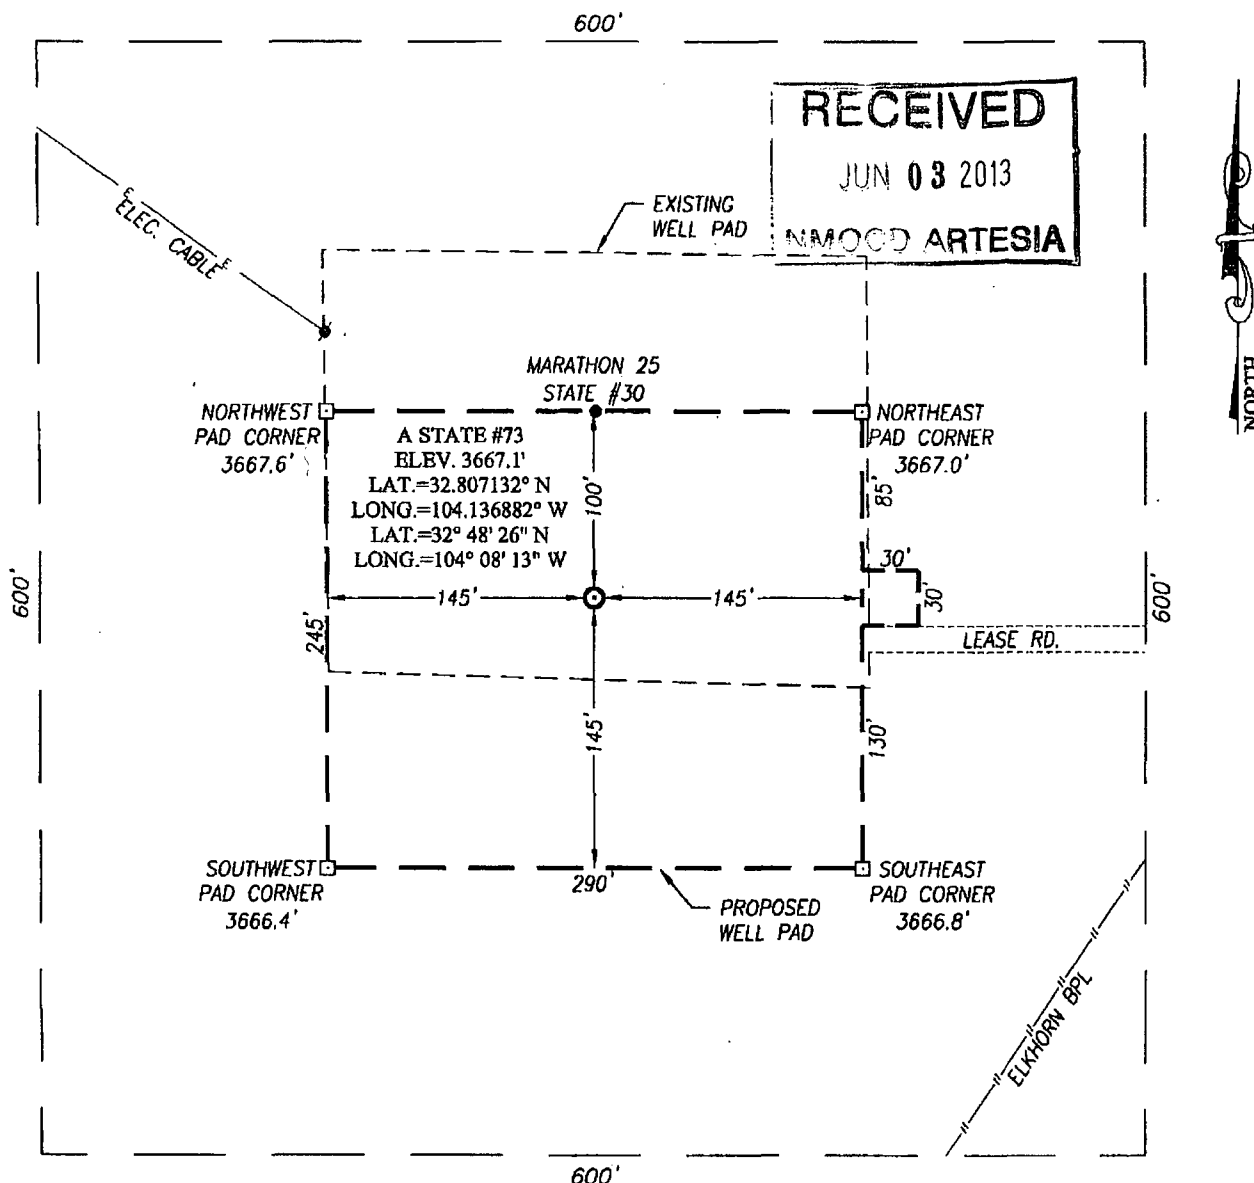 600'
RECEIVED
JUN 03 2013
NMOCD ARTESIA
EXISTING
WELL PAD
E
ELEC. CABLE
E
NORTH
MARATHON 25
STATE #30
NORTHWEST
PAD CORNER
3667.6'
NORTHEAST
PAD CORNER
3667.0'
A STATE #73
ELEV. 3667.1'
LAT.=32.807132° N
LONG.=104.136882° W
LAT.=32° 48' 26" N
LONG.=104° 08' 13" W
100'
85'
30'
30'
600'
145'
145'
600'
245'
LEASE RD.
145'
130'
SOUTHWEST
PAD CORNER
3666.4'
290'
PROPOSED
WELL PAD
SOUTHEAST
PAD CORNER
3666.8'
ELKHORN BPL
600'